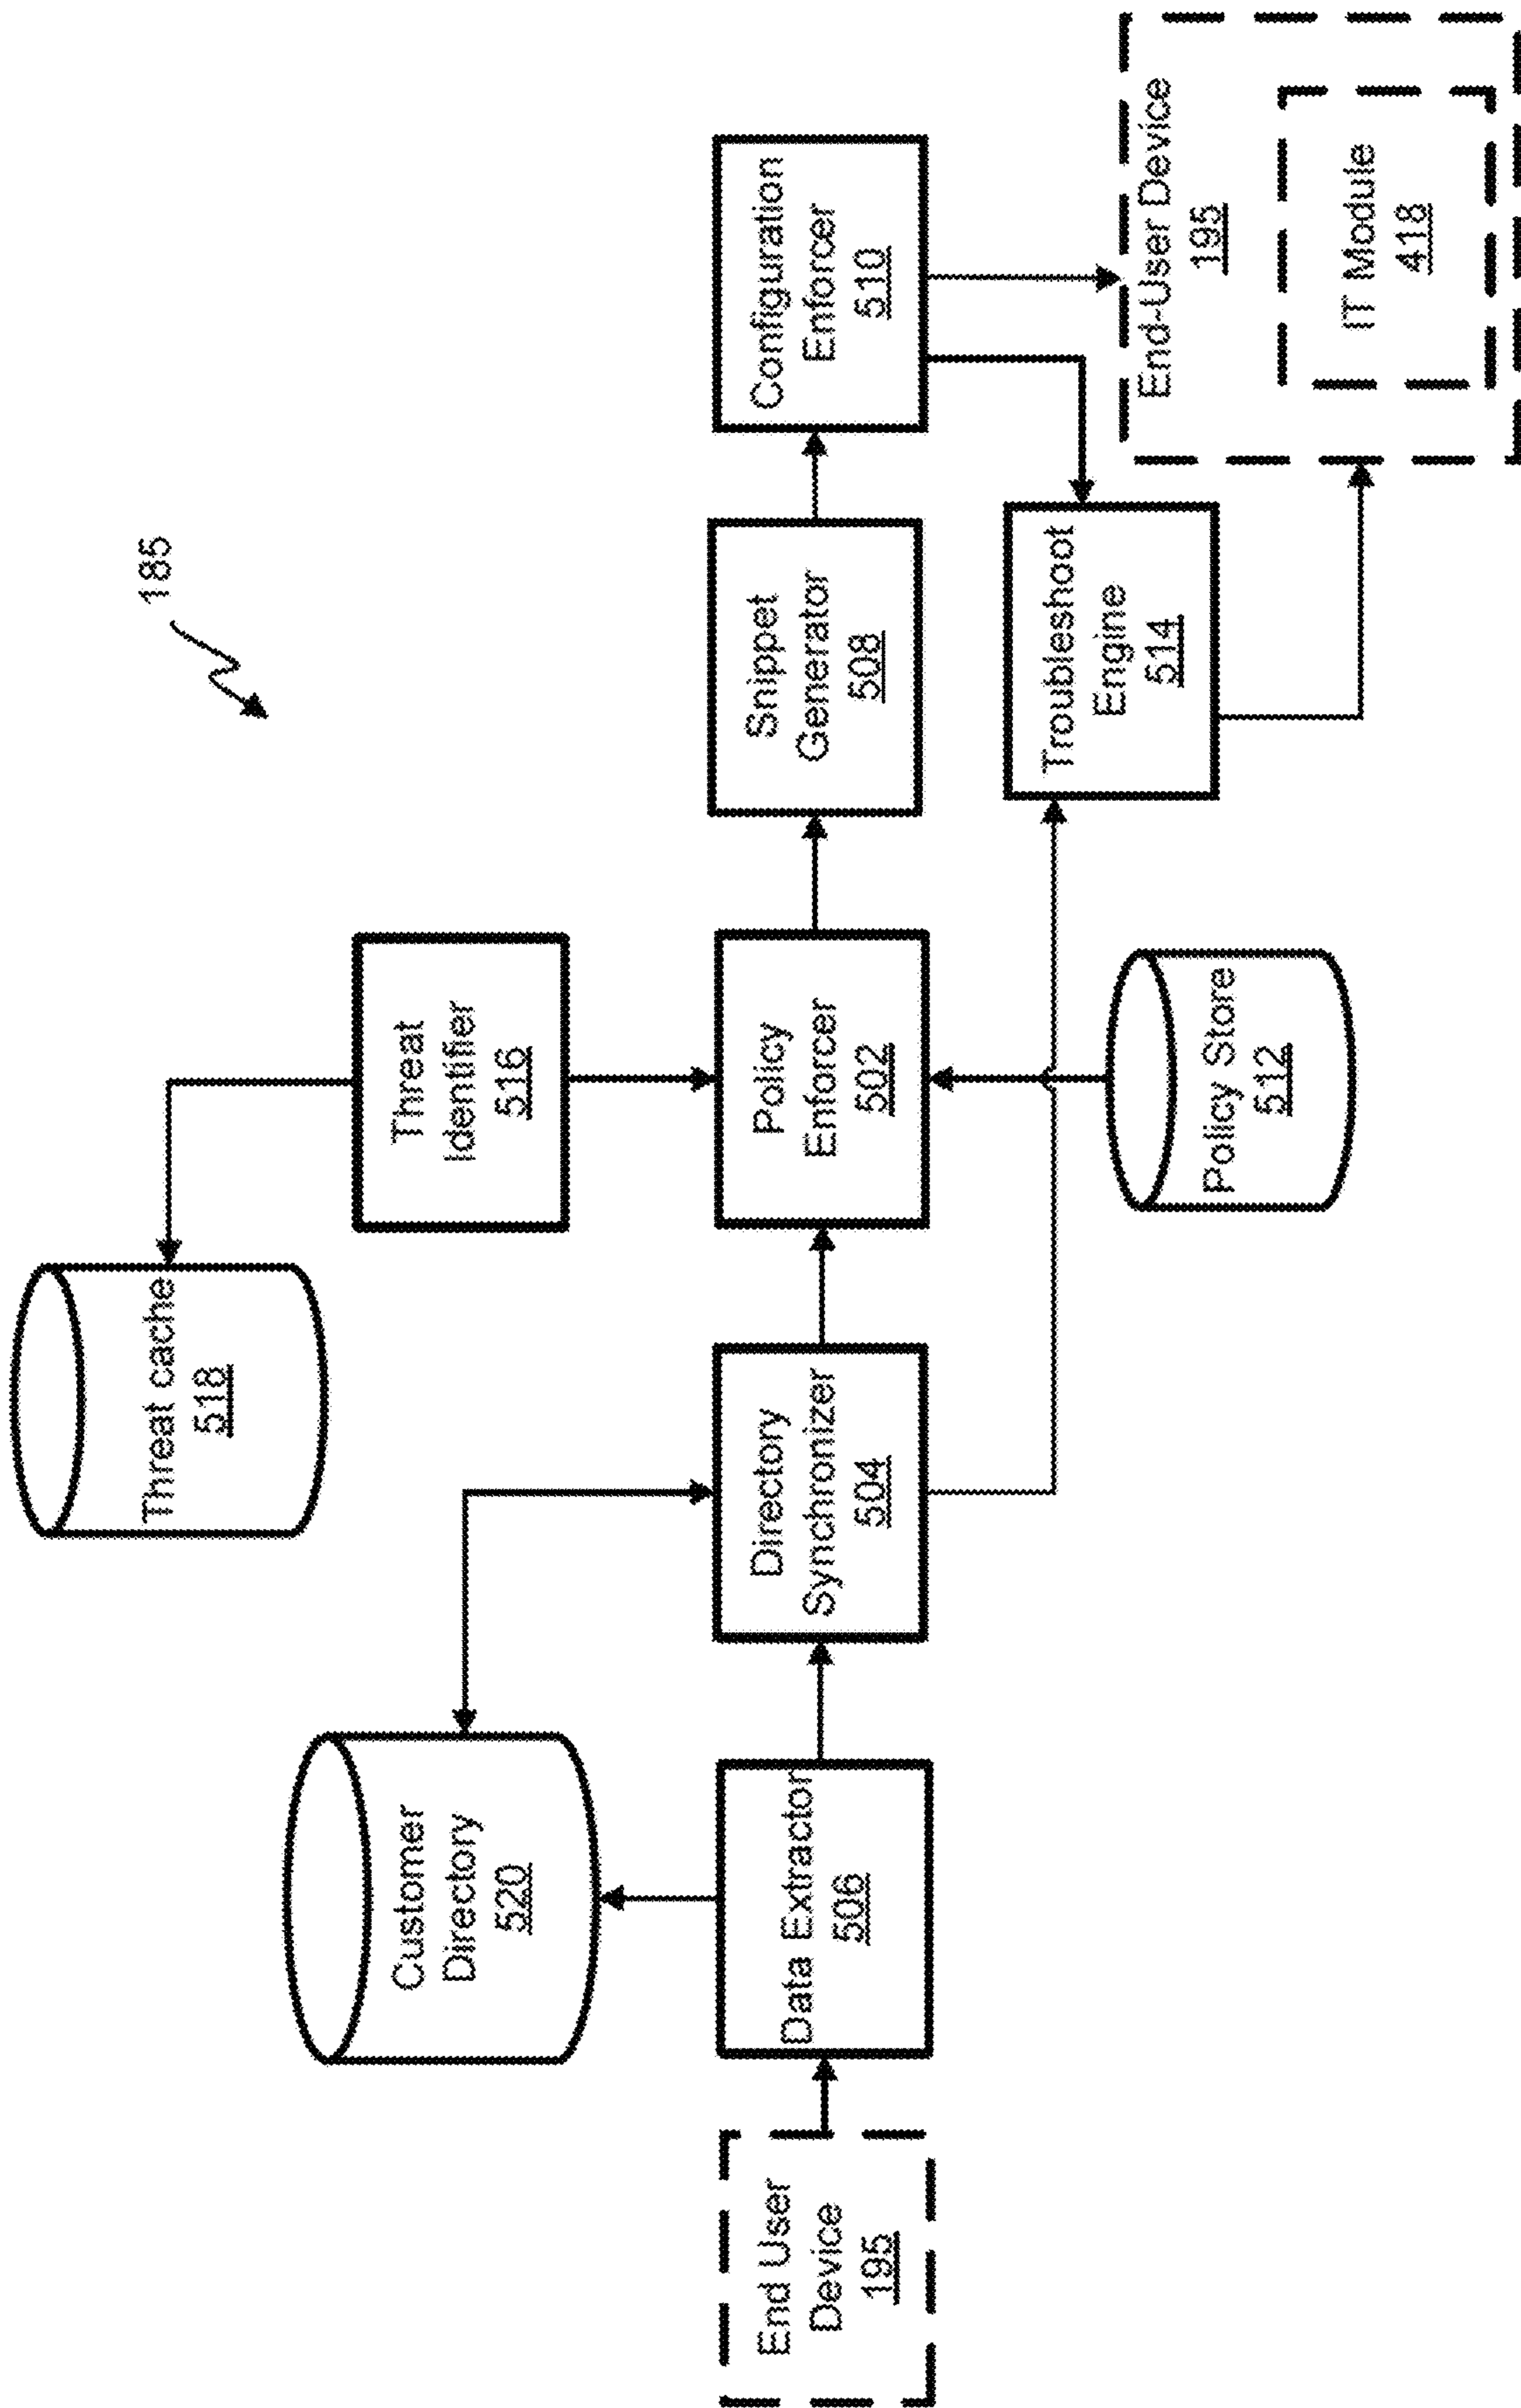 185
Threat cache
518
Customer
Directory
520
Threat
Identifier
516
End User
Device
195
Data Extractor
506
Directory
Synchronizer
504
Policy
Enforcer
502
Snippet
Generator
508
Configuration
Enforcer
510
Policy Store
512
Troubleshoot
Engine
514
End-User Device
195
IT Module
418